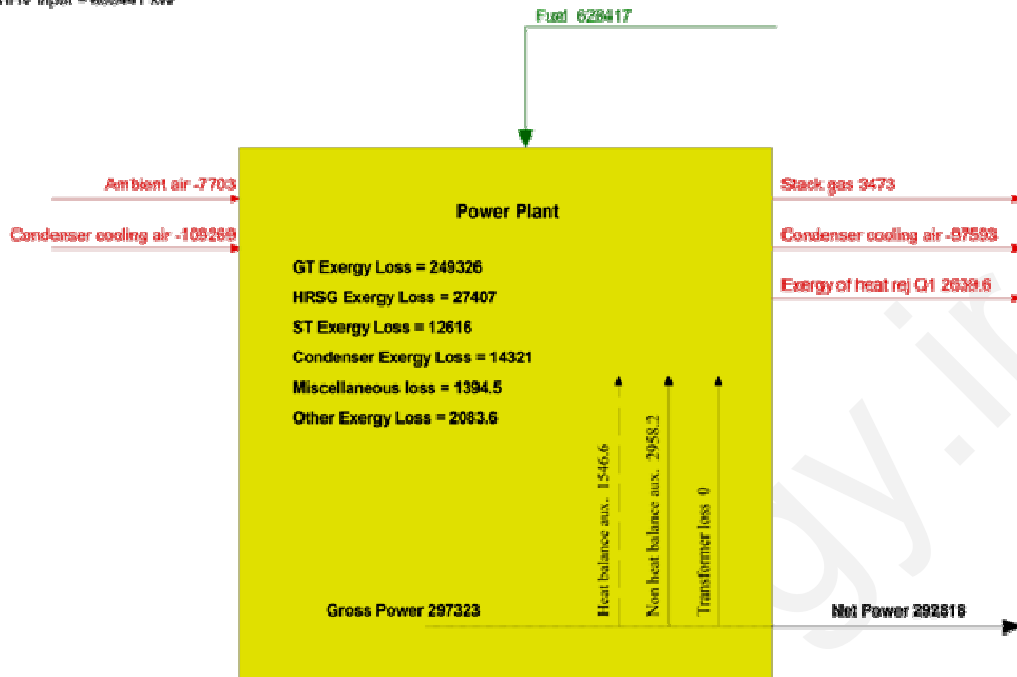 Fuel 628417
Ambient air -7703
Stack gas 3473
Power Plant
Condenser cooling air
Condenser cooling air
GT Exergy Loss = 249326
Exergy of heat rej Q1 2639.6
HRSG Exergy Loss = 27407
ST Exergy Loss = 12616
Condenser Exergy Loss = 14321
Miscellaneous loss = 1394.5
Other Exergy Loss = 2083.6
Heat balance aux. 1546.6
Non heat balance aux. 2958.2
Transformer loss 0
Gross Power 297323
Net Power 292818
gy.ir